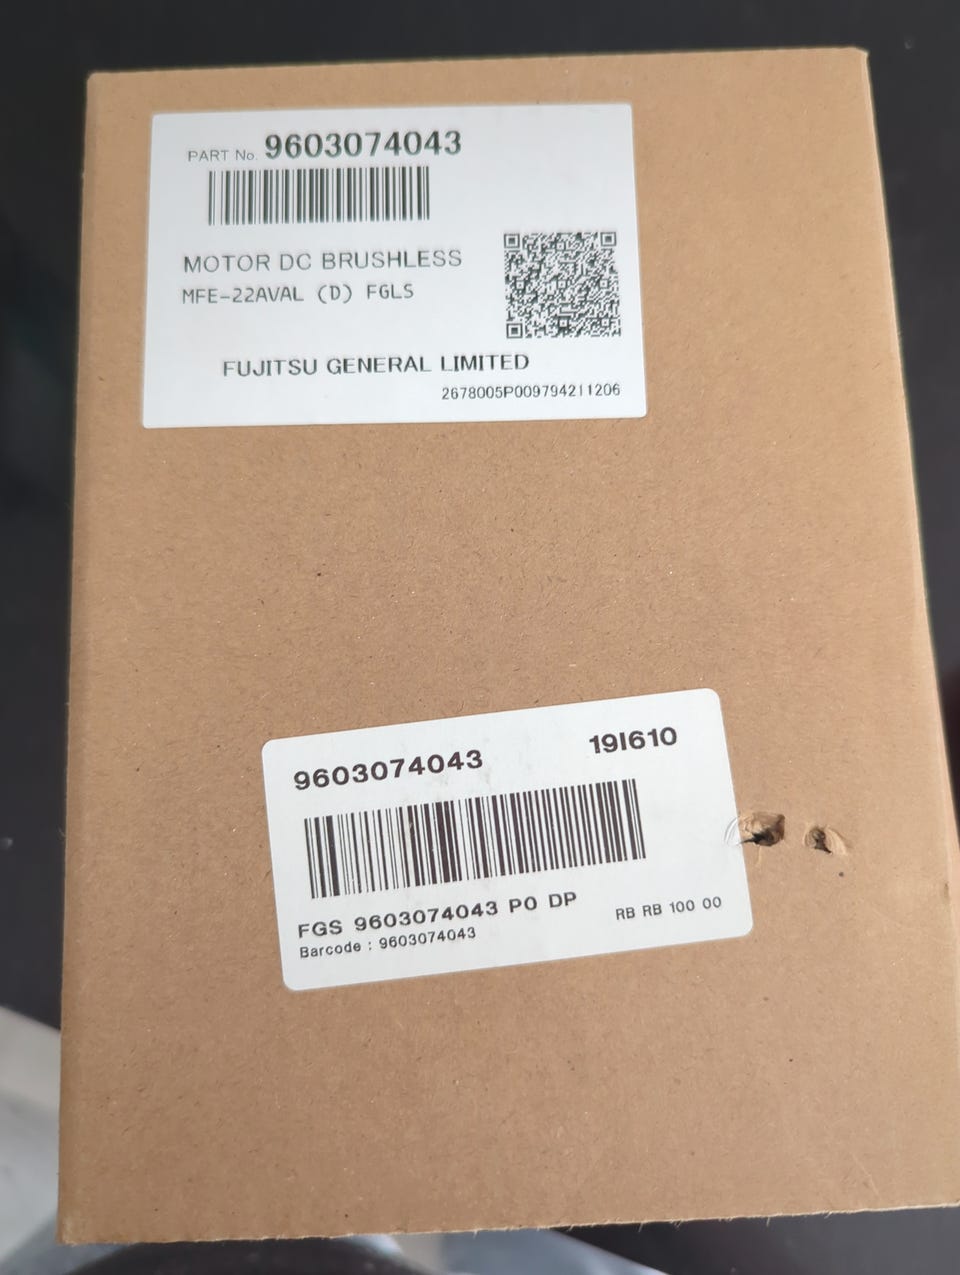 PART No. 9603074043
MOTOR DC BRUSHLESS
MFE-22AVAL (D) FGLS
FUJITSU GENERAL LIMITED
2678005P009794211206
9603074043 19I610
FGS 9603074043 P0 DP
RB RB 100 00
Barcode : 9603074043